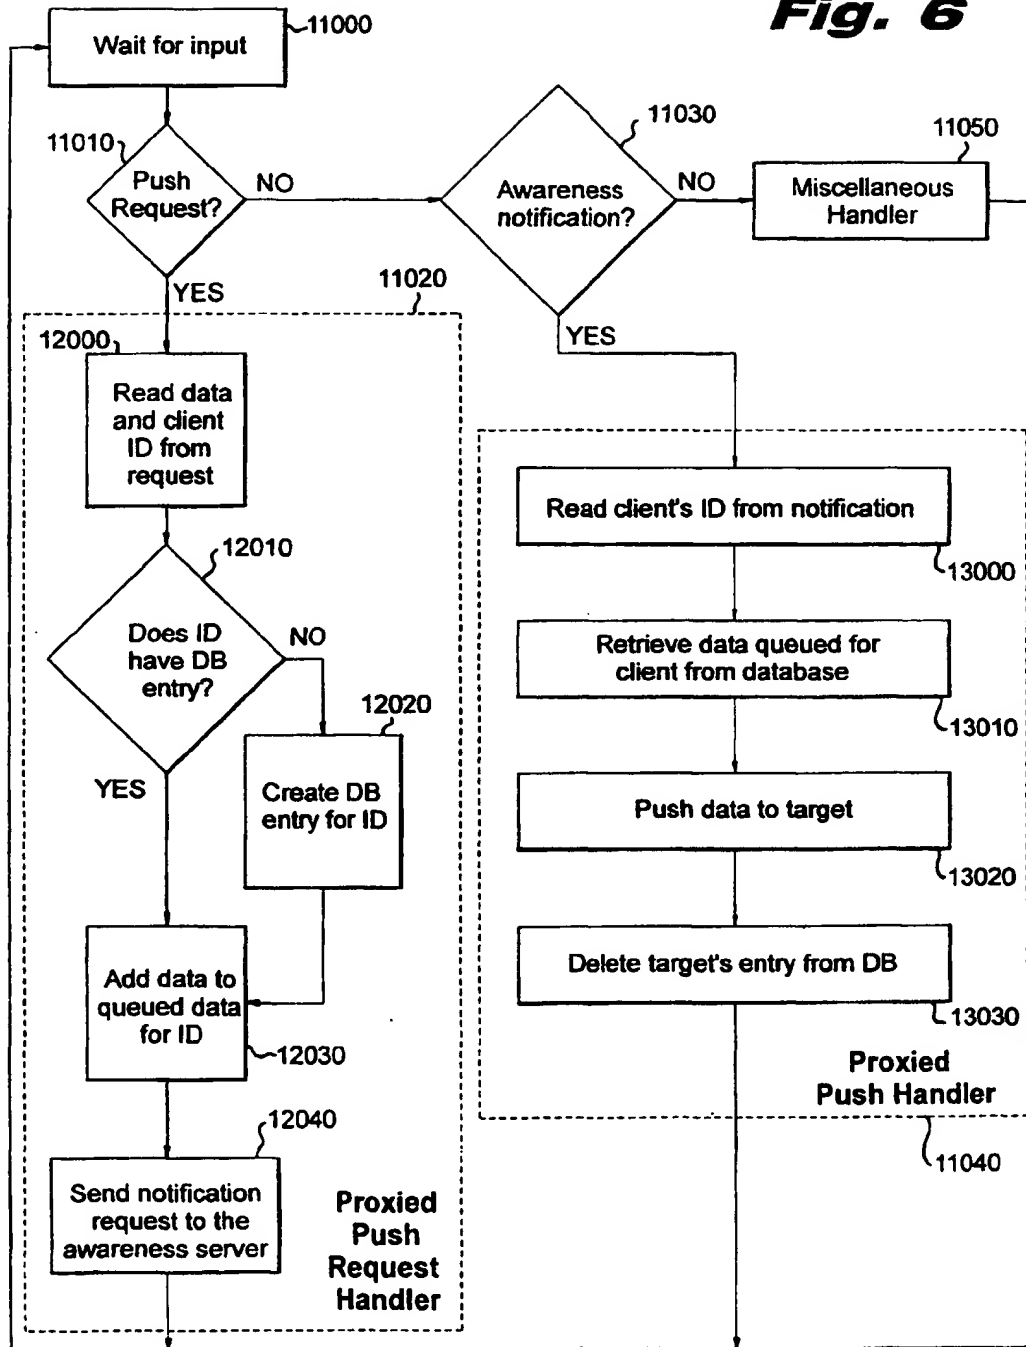 Fig. 6
11000
Wait for input
11010
Push
Request?
NO
YES
11030
Awareness
notification?
NO
YES
11050
Miscellaneous
Handler
11020
12000
Read data
and client
ID from
request
12010
Does ID
have DB
entry?
NO
YES
12020
Create DB
entry for ID
Add data to
queued data
for ID
12030
12040
Send notification
request to the
awareness server
Proxied
Push
Request
Handler
Read client's ID from notification
13000
Retrieve data queued for
client from database
13010
Push data to target
13020
Delete target's entry from DB
13030
Proxied
Push Handler
11040